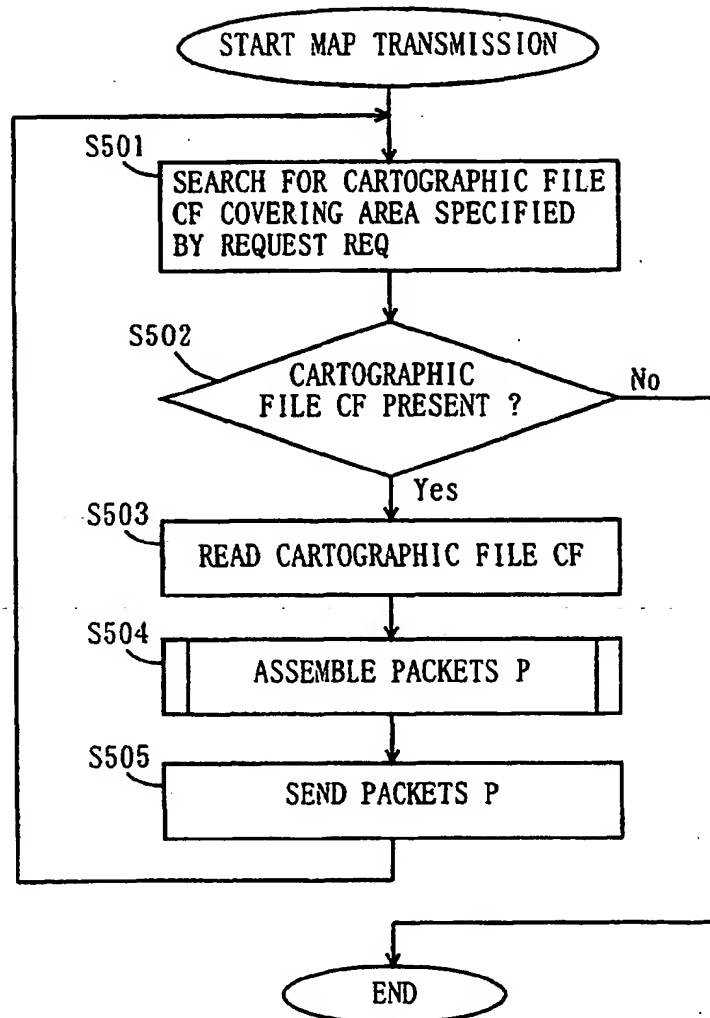 START MAP TRANSMISSION
S501
SEARCH FOR CARTOGRAPHIC FILE
CF COVERING AREA SPECIFIED
BY REQUEST REQ
S502
CARTOGRAPHIC
FILE CF PRESENT ?
No
Yes
S503
READ CARTOGRAPHIC FILE CF
S504
ASSEMBLE PACKETS P
S505
SEND PACKETS P
END